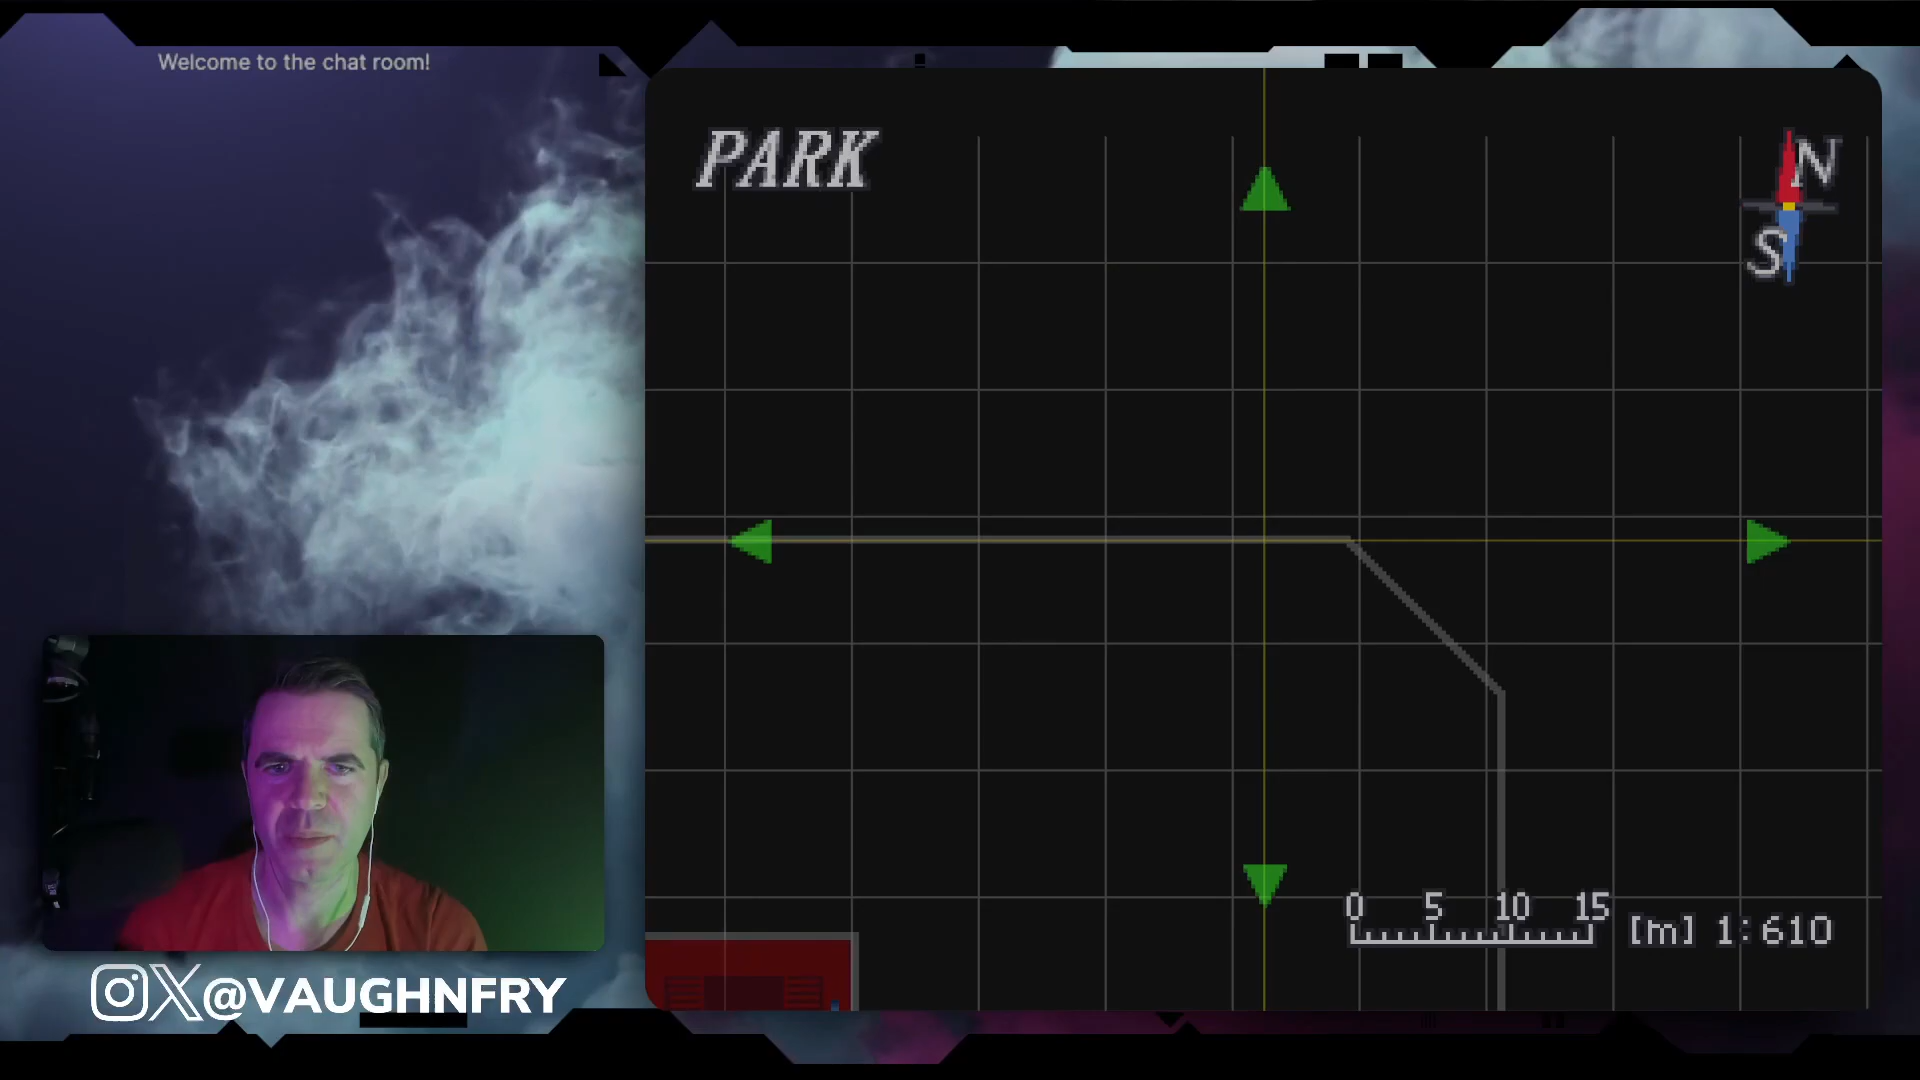 Welcome to the chat room!
PARK
N
S
0 5 10 15
[m] 1:610
@VAUGHNFRY